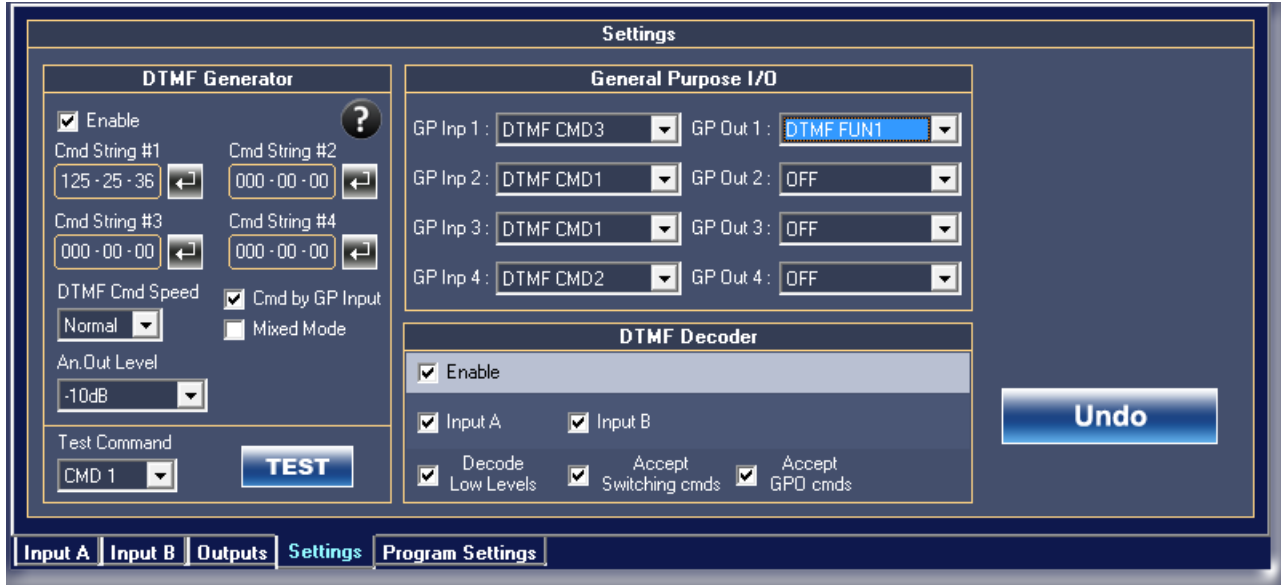 Settings
DTMF Generator
Enable
?
Cmd String #1 Cmd String #2
125 - 25 - 36 000 - 00 - 00
Cmd String #3 Cmd String #4
000 - 00 - 00 000 - 00 - 00
DTMF Cmd Speed
Cmd by GP Input
Normal
Mixed Mode
An.Out Level
-10dB
Test Command
CMD 1
TEST
General Purpose I/O
GP Inp 1 : DTMF CMD3 GP Out 1 : DTMF FUN1
GP Inp 2 : DTMF CMD1 GP Out 2 : OFF
GP Inp 3 : DTMF CMD1 GP Out 3 : OFF
GP Inp 4 : DTMF CMD2 GP Out 4 : OFF
DTMF Decoder
Enable
Input A Input B
Decode Accept Accept
Low Levels Switching cmds GPO cmds
Undo
Input A Input B Outputs Settings Program Settings